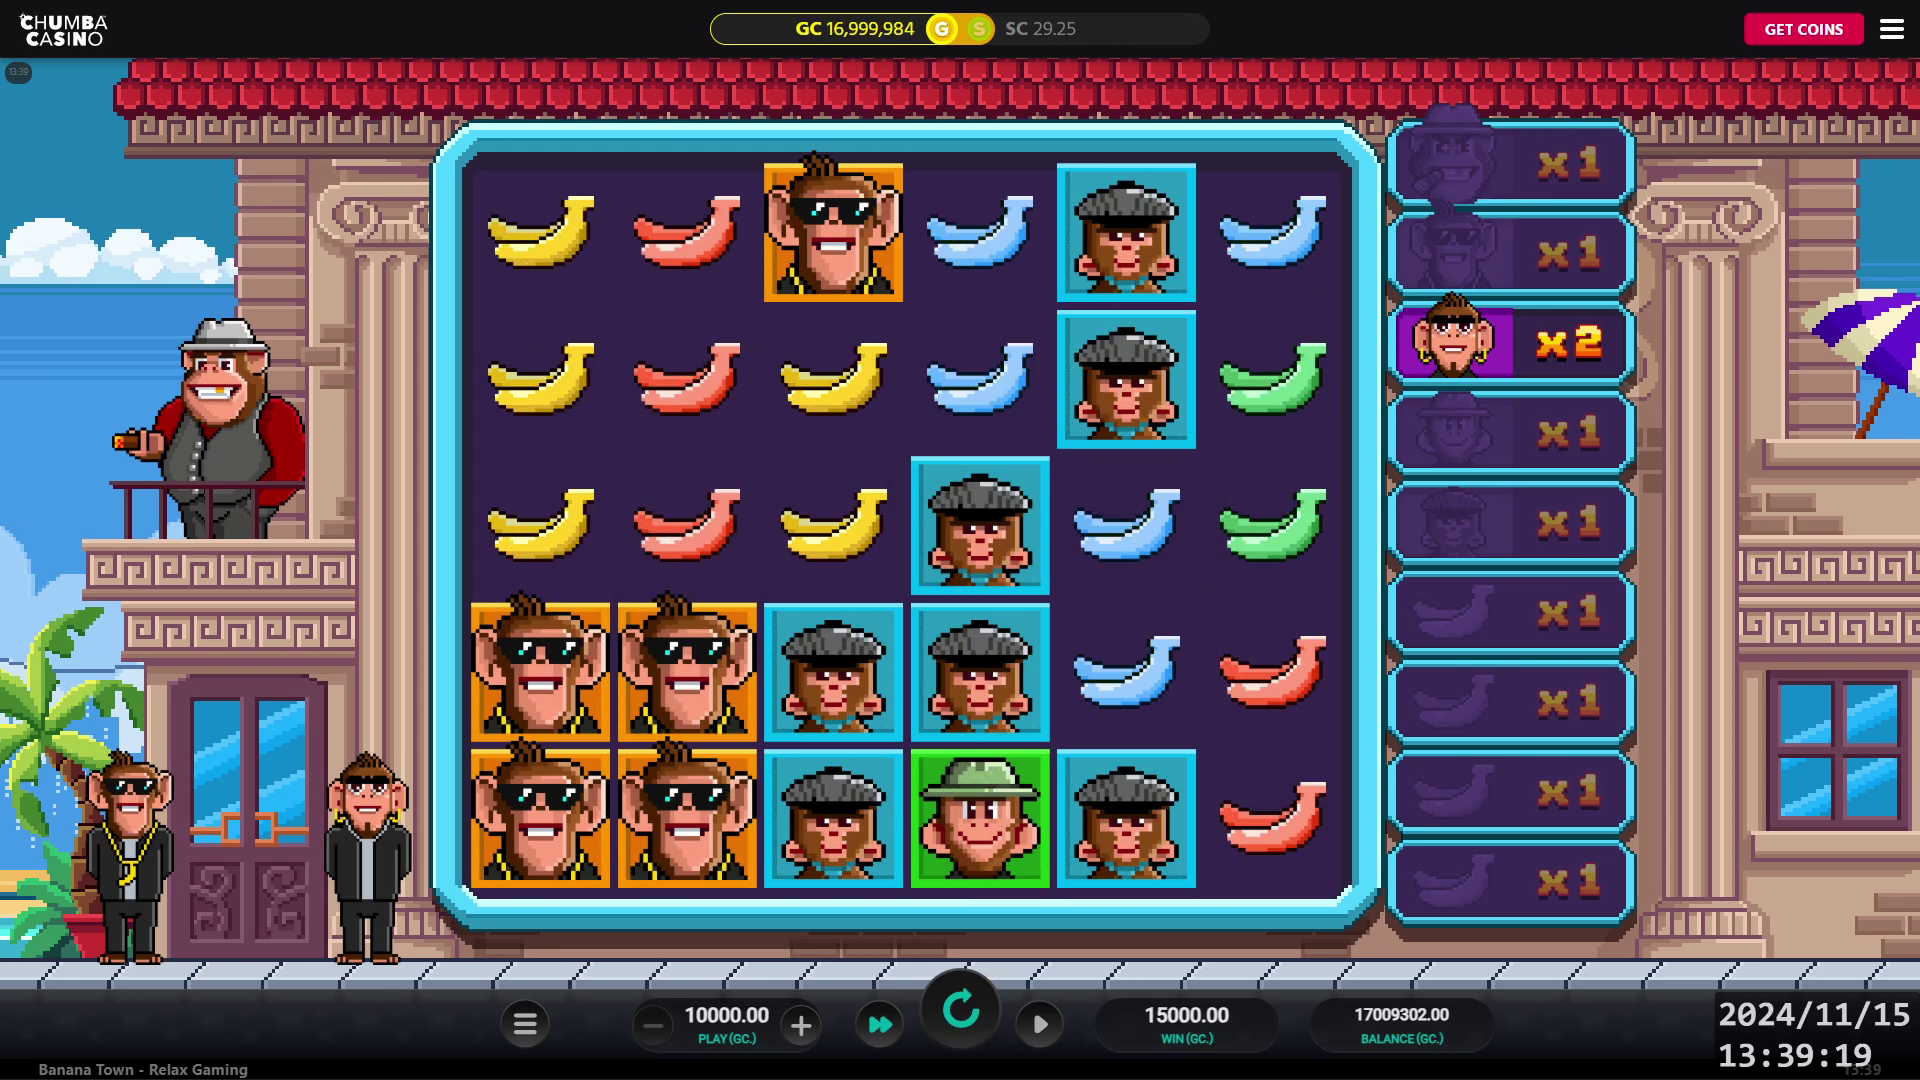 CHUMBA
CASINO
GC 16,999,984
G
S
SC 29.25
GET COINS
13:39
x1
x1
x2
x1
x1
x1
x1
x1
x1
10000.00
PLAY (GC.)
15000.00
WIN (GC.)
17009302.00
BALANCE (GC.)
2024/11/15
13:39:19
13:39
Banana Town - Relax Gaming